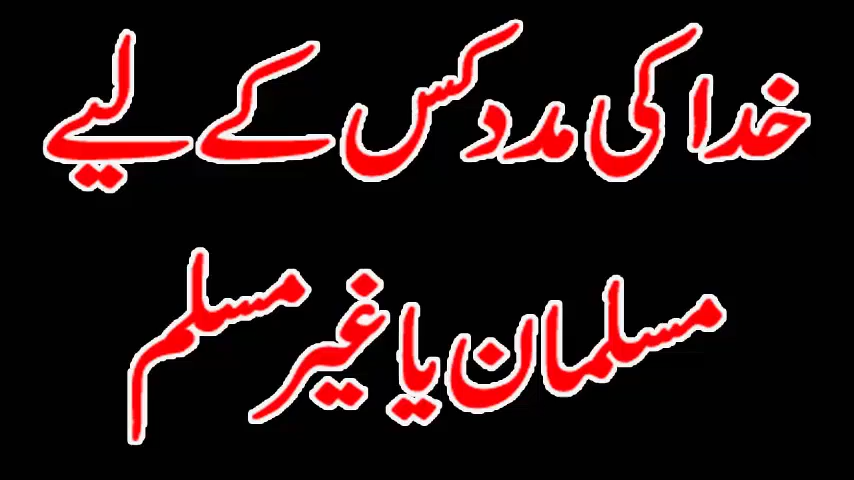 خدا کی مدد کس کے لیے
مسلمان یا غیر مسلم